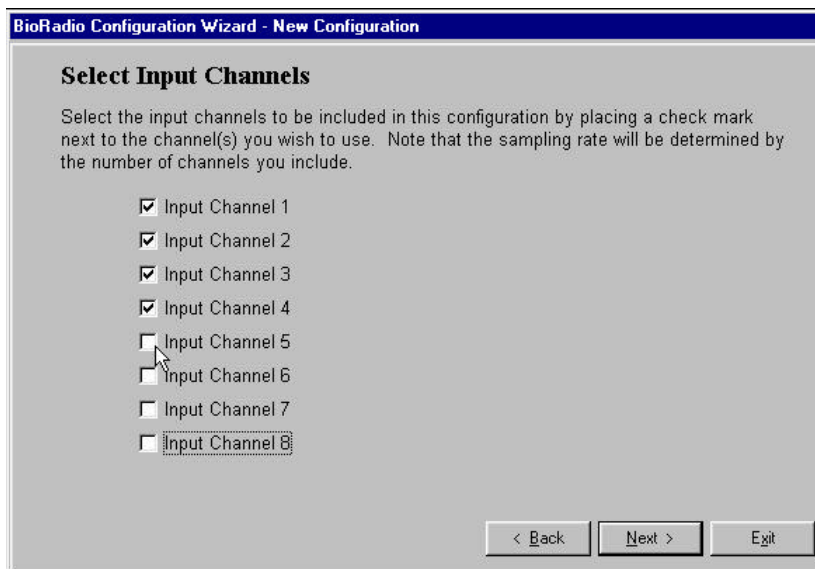 BioRadio Configuration Wizard - New Configuration
Select Input Channels
Select the input channels to be included in this configuration by placing a check mark
next to the channel(s) you wish to use. Note that the sampling rate will be determined by
the number of channels you include.
Input Channel 1
Input Channel 2
Input Channel 3
Input Channel 4
Input Channel 5
Input Channel 6
Input Channel 7
Input Channel 8
< Back
Next >
Exit